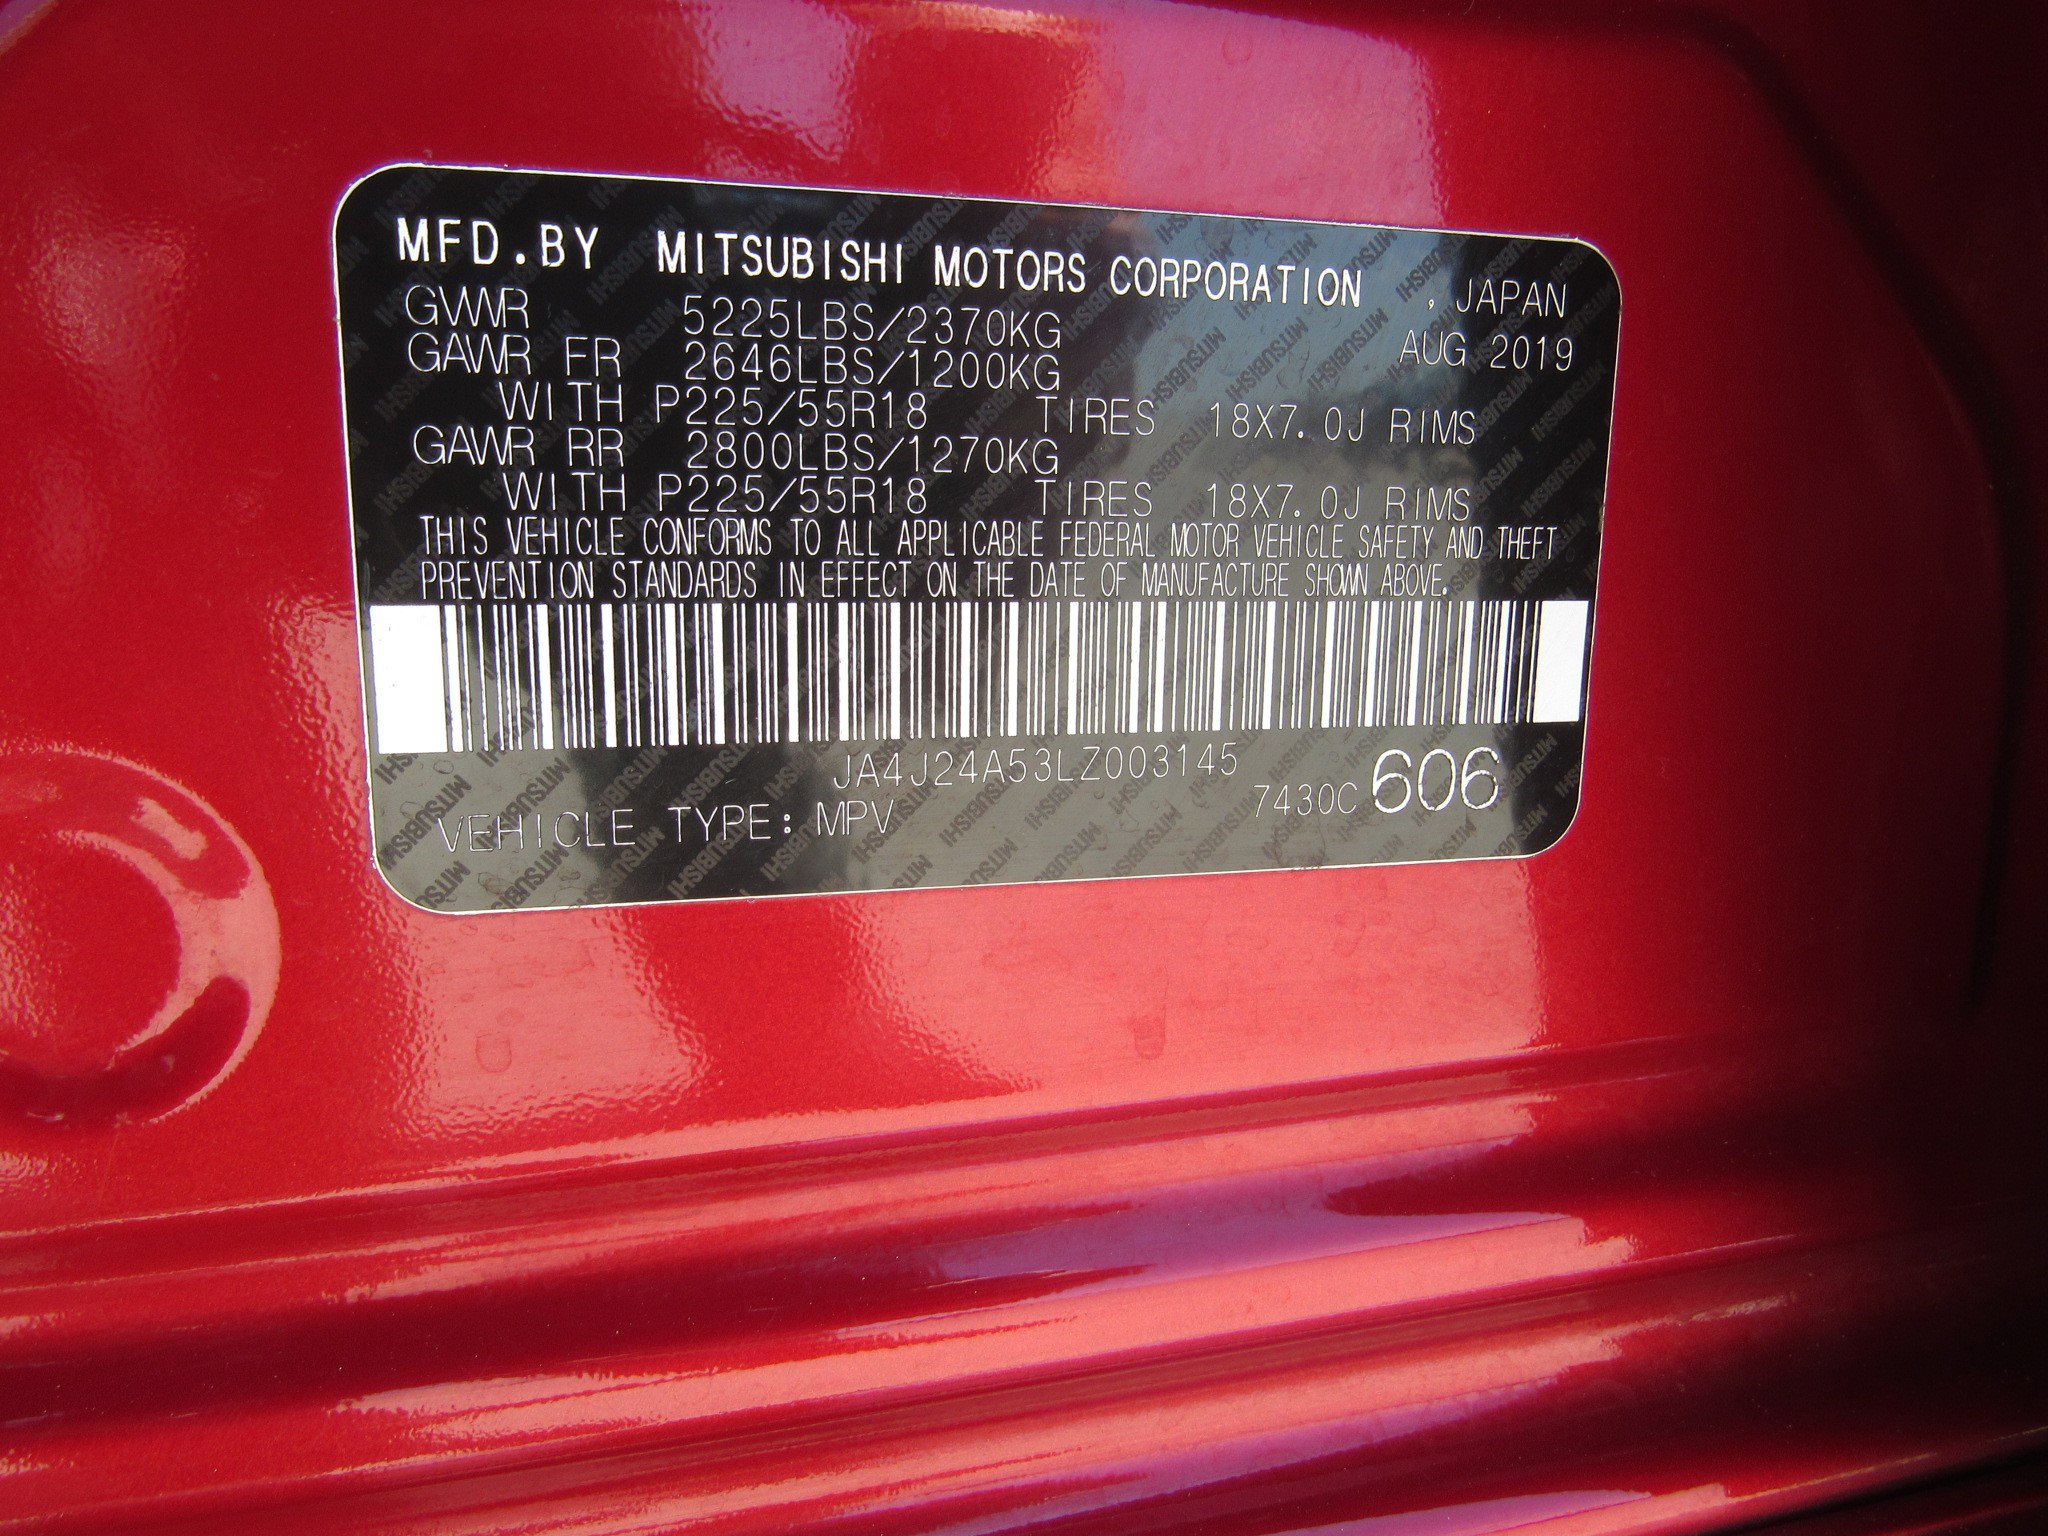 MFD.BY MITSUBISHI MOTORS CORPORATION , JAPAN
GVWR 5225LBS/2370KG AUG 2019
GAWR FR 2646LBS/1200KG
WITH P225/55R18 TIRES 18X7.0J RIMS
GAWR RR 2800LBS/1270KG
WITH P225/55R18 TIRES 18X7.0J RIMS
THIS VEHICLE CONFORMS TO ALL APPLICABLE FEDERAL MOTOR VEHICLE SAFETY AND THEFT
PREVENTION STANDARDS IN EFFECT ON THE DATE OF MANUFACTURE SHOWN ABOVE.
JA4J24A53LZ003145
VEHICLE TYPE: MPV 7430C 606